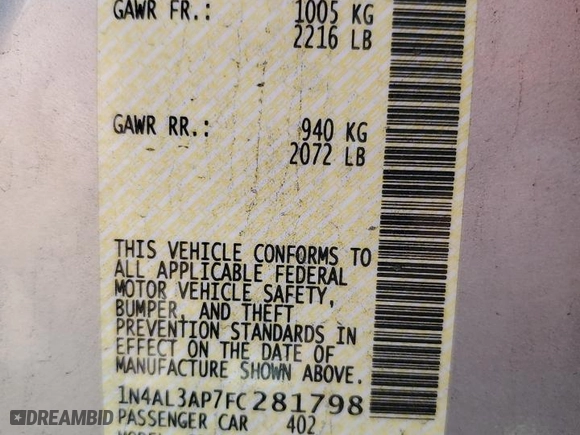 GAWR FR.: 1005 KG
2216 LB
GAWR RR.: 940 KG
2072 LB
THIS VEHICLE CONFORMS TO
ALL APPLICABLE FEDERAL
MOTOR VEHICLE SAFETY,
BUMPER, AND THEFT
PREVENTION STANDARDS IN
EFFECT ON THE DATE OF
MANUFACTURE SHOWN ABOVE.
1N4AL3AP7FC281798
PASSENGER CAR 402
DREAMBID